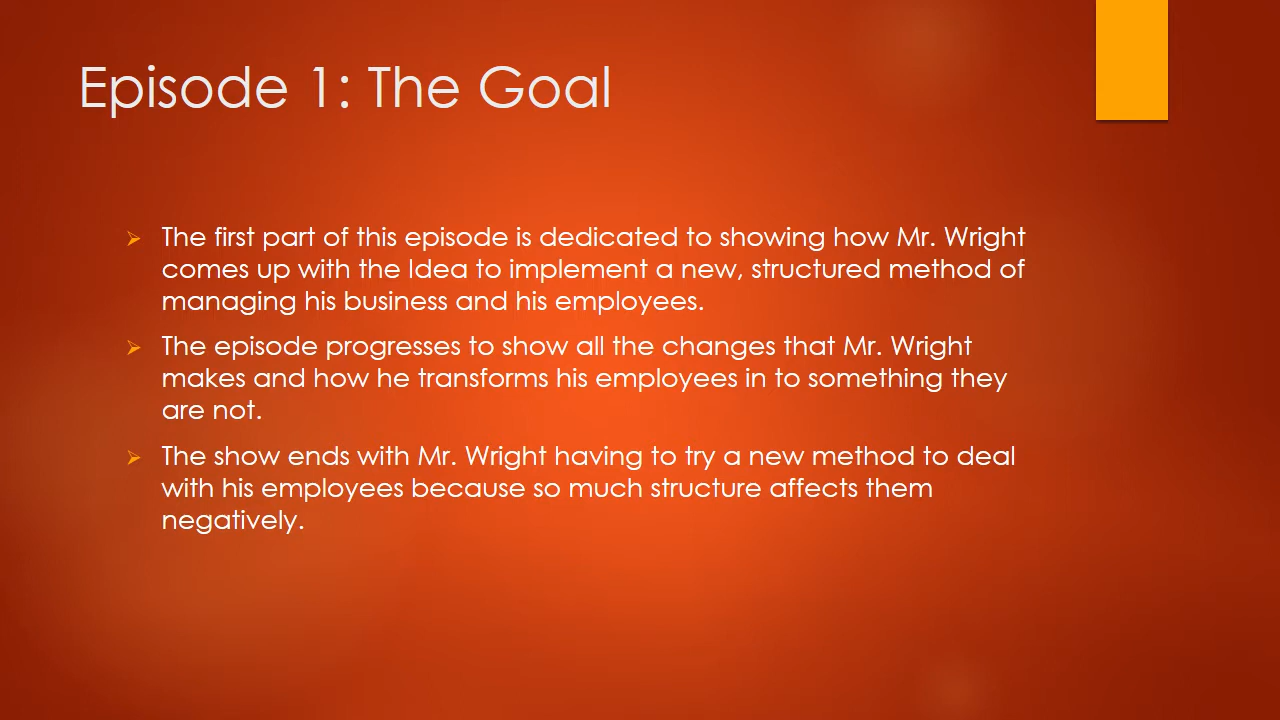 Episode 1: The Goal
The first part of this episode is dedicated to showing how Mr. Wright
comes up with the Idea to implement a new, structured method of
managing his business and his employees.
The episode progresses to show all the changes that Mr. Wright
makes and how he transforms his employees in to something they
are not.
The show ends with Mr. Wright having to try a new method to deal
with his employees because so much structure affects them
negatively.